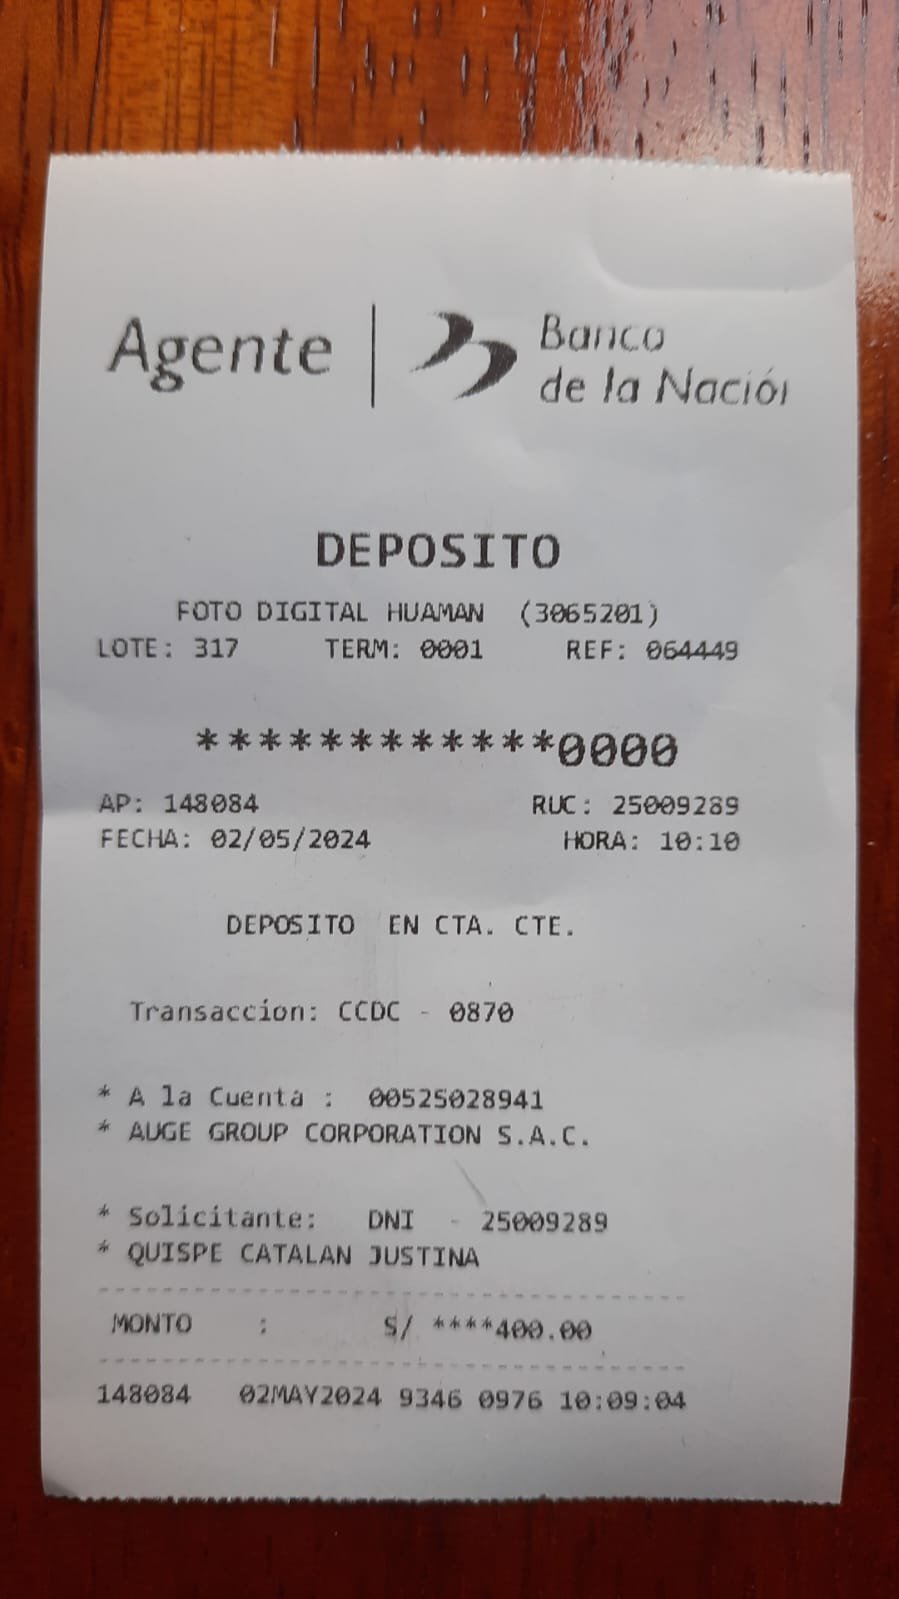 Agente | Banco
de la Nación
DEPOSITO
FOTO DIGITAL HUAMAN (3065201)
LOTE: 317 TERM: 0001 REF: 064449
************0000
AP: 148084 RUC: 25009289
FECHA: 02/05/2024 HORA: 10:10
DEPOSITO EN CTA. CTE.
Transaccion: CCDC - 0870
* A la Cuenta : 00525028941
* AUGE GROUP CORPORATION S.A.C.
* Solicitante: DNI - 25009289
* QUISPE CATALAN JUSTINA
MONTO : S/ ****400.00
148084 02MAY2024 9346 0976 10:09:04